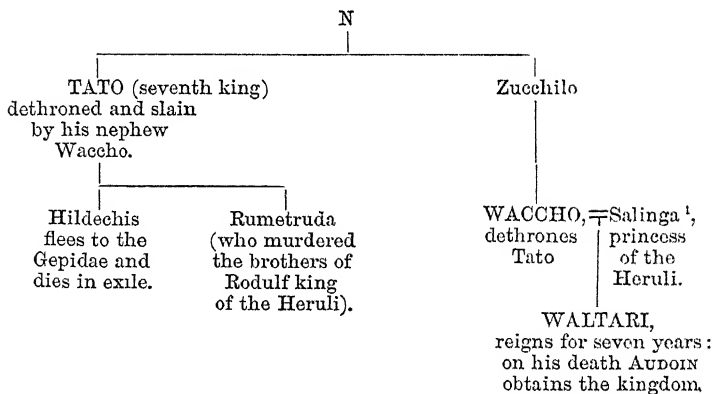 N
TATO (seventh king)
dethroned and slain
by his nephew
Waccho.
Zucchilo
Hildechis
flees to the
Gepidae and
dies in exile.
Rumetruda
(who murdered
the brothers of
Rodulf king
of the Heruli).
WACCHO,
dethrones
Tato
Salinga ¹,
princess
of the
Heruli.
WALTARI,
reigns for seven years:
on his death AUDOIN
obtains the kingdom.